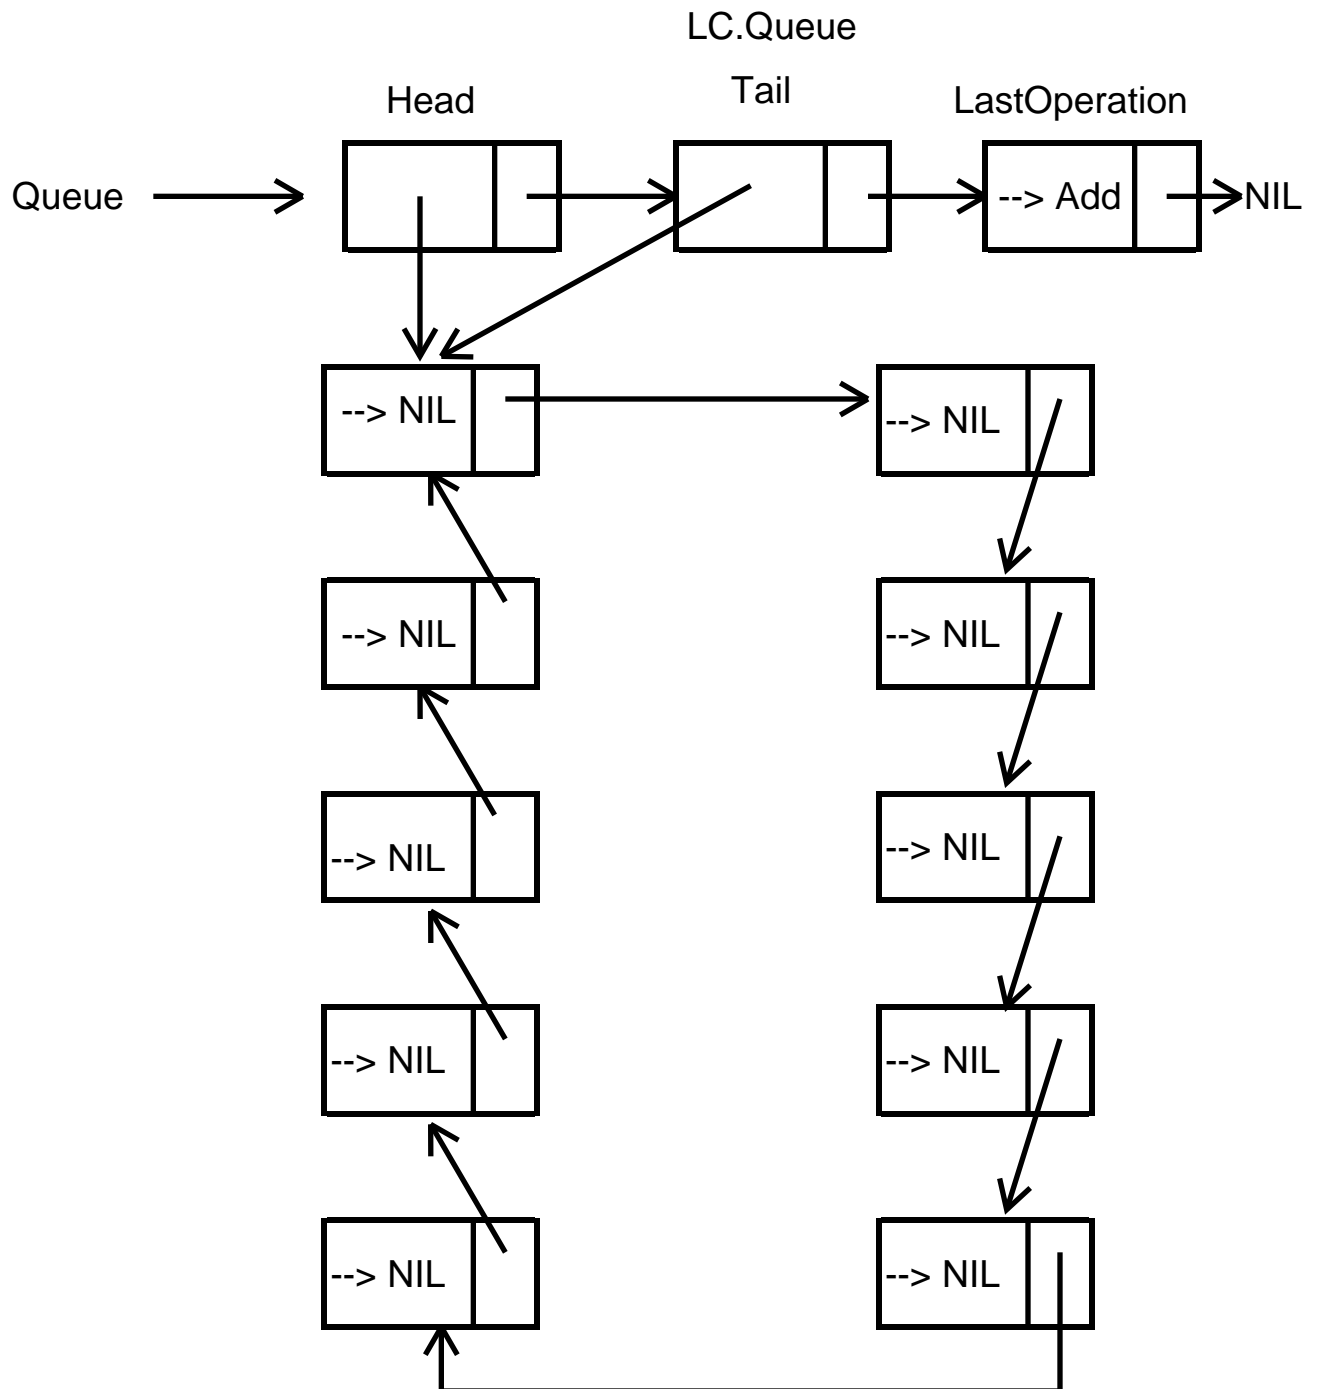 LC.Queue
Head
Tail
LastOperation
Queue
--> Add
NIL
--> NIL
--> NIL
--> NIL
--> NIL
--> NIL
--> NIL
--> NIL
--> NIL
--> NIL
--> NIL